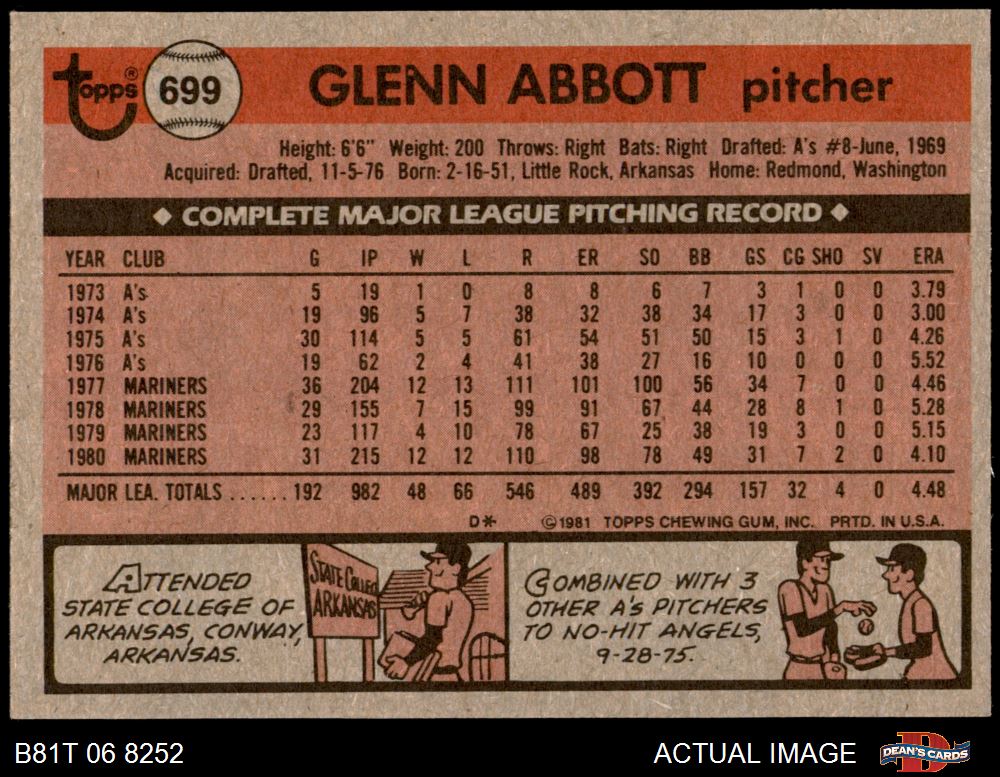 topps® 699 GLENN ABBOTT pitcher
Height: 6'6" Weight: 200 Throws: Right Bats: Right Drafted: A's #8-June, 1969
Acquired: Drafted, 11-5-76 Born: 2-16-51, Little Rock, Arkansas Home: Redmond, Washington
◆ COMPLETE MAJOR LEAGUE PITCHING RECORD ◆
YEAR CLUB G IP W L R ER SO BB GS CG SHO SV ERA
1973 A's 5 19 1 0 8 8 6 7 3 1 0 0 3.79
1974 A's 19 96 5 7 38 32 38 34 17 3 0 0 3.00
1975 A's 30 114 5 5 61 54 51 50 15 3 1 0 4.26
1976 A's 19 62 2 4 41 38 27 16 10 0 0 0 5.52
1977 MARINERS 36 204 12 13 111 101 100 56 34 7 0 0 4.46
1978 MARINERS 29 155 7 15 99 91 67 44 28 8 1 0 5.28
1979 MARINERS 23 117 4 10 78 67 25 38 19 3 0 0 5.15
1980 MARINERS 31 215 12 12 110 98 78 49 31 7 2 0 4.10
MAJOR LEA. TOTALS ...... 192 982 48 66 546 489 392 294 157 32 4 0 4.48
D* ©1981 TOPPS CHEWING GUM, INC. PRTD. IN U.S.A.
ATTENDED
STATE COLLEGE OF
ARKANSAS, CONWAY,
ARKANSAS.
STATE COLLEG
ARKANSAS
COMBINED WITH 3
OTHER A's PITCHERS
TO NO-HIT ANGELS,
9-28-75.
B81T 06 8252 ACTUAL IMAGE DEAN'S CARDS